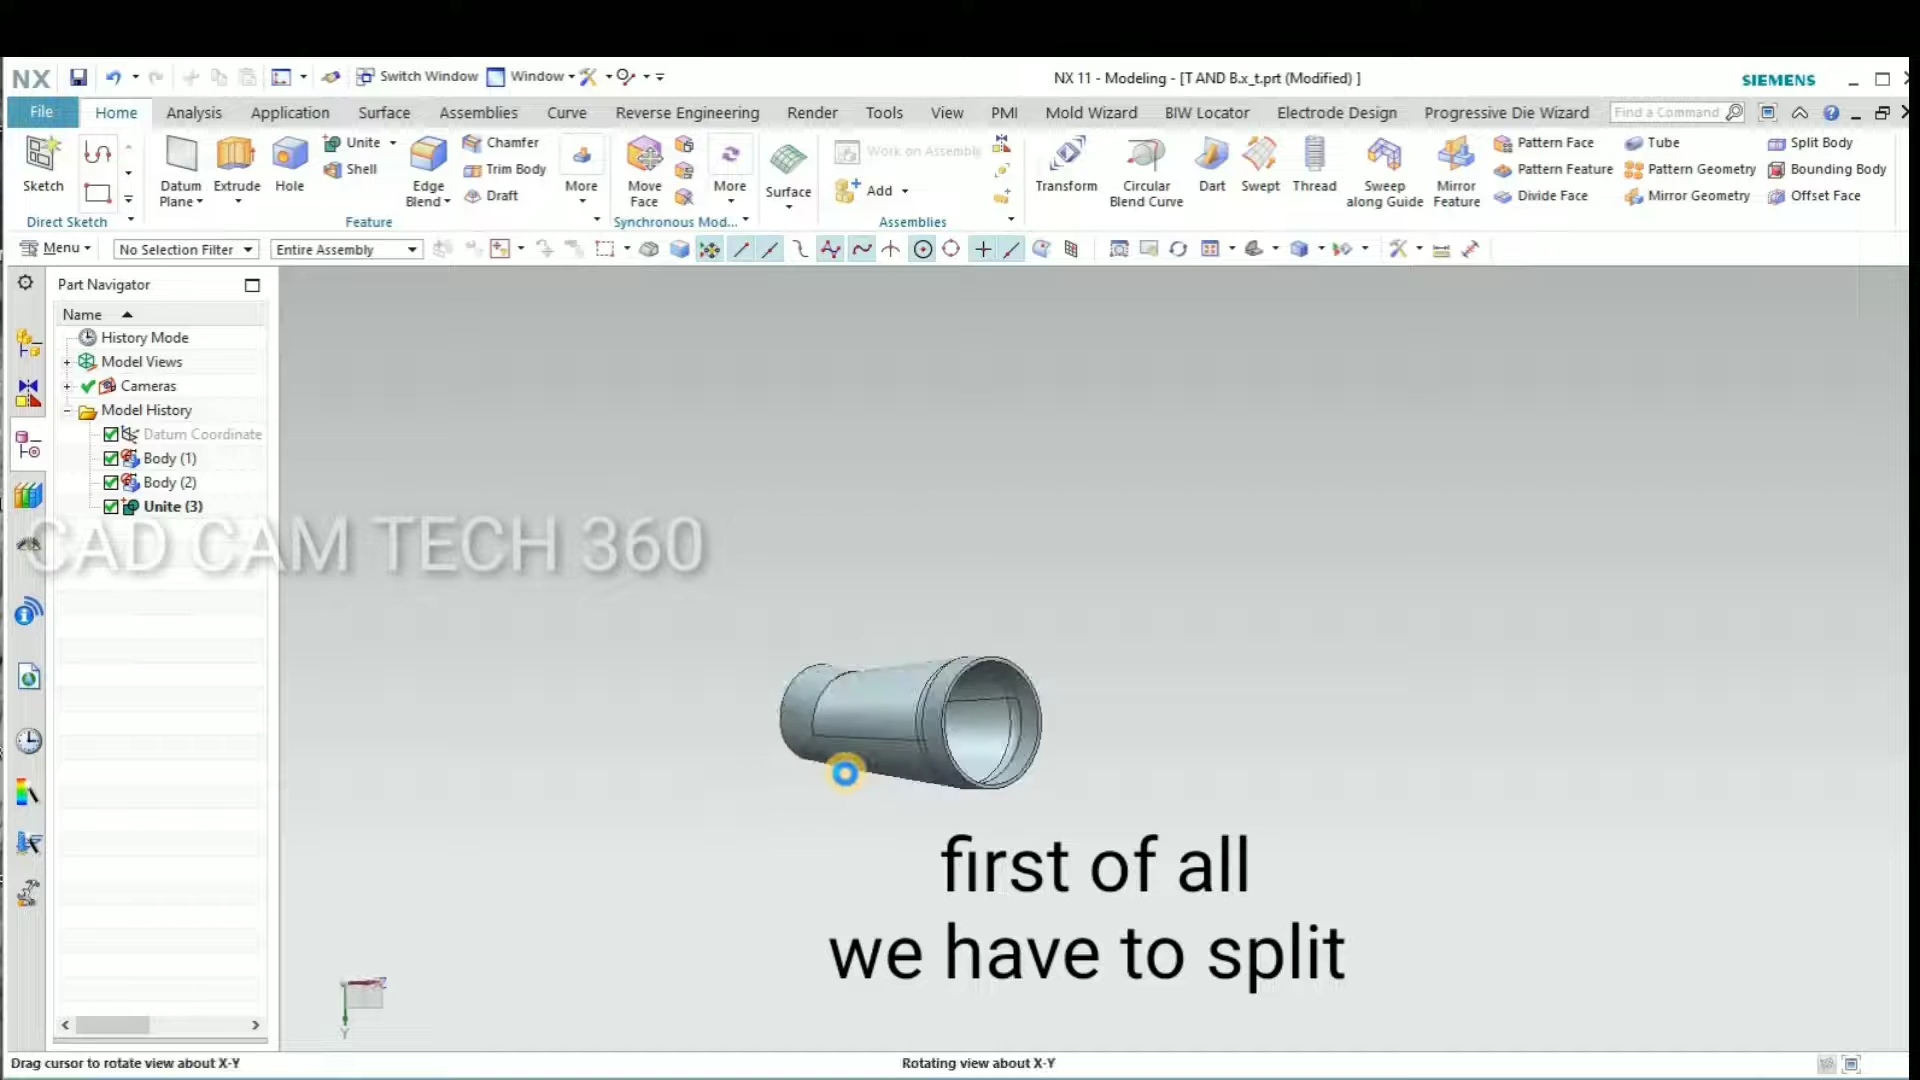 NX
Switch Window
Window
NX 11 - Modeling - [T AND B.x_t.prt (Modified) ]
SIEMENS
File
Home
Analysis
Application
Surface
Assemblies
Curve
Reverse Engineering
Render
Tools
View
PMI
Mold Wizard
BIW Locator
Electrode Design
Progressive Die Wizard
Find a Command
Sketch
Direct Sketch
Datum
Plane
Extrude
Hole
Unite
Shell
Edge
Blend
Chamfer
Trim Body
Draft
More
Feature
Move
Face
More
Synchronous Mod...
Surface
Work on Assembl
Add
Assemblies
Transform
Circular
Blend Curve
Dart
Swept
Thread
Sweep
along Guide
Mirror
Feature
Pattern Face
Pattern Feature
Divide Face
Tube
Pattern Geometry
Mirror Geometry
Split Body
Bounding Body
Offset Face
Menu
No Selection Filter
Entire Assembly
Part Navigator
Name
History Mode
Model Views
Cameras
Model History
Datum Coordinate
Body (1)
Body (2)
Unite (3)
CAD CAM TECH 360
first of all
we have to split
Z
Y
Drag cursor to rotate view about X-Y
Rotating view about X-Y